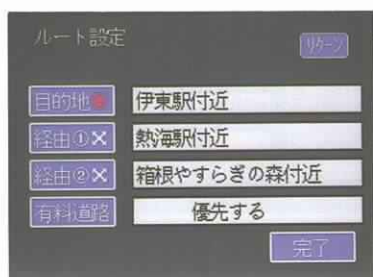 ルート設定
リターン
目的地
伊東駅付近
経由①×
熱海駅付近
経由②×
箱根やすらぎの森付近
有料道路
優先する
完了